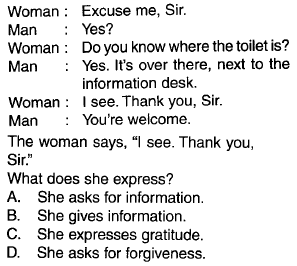 Woman : Excuse me, Sir.
Man : Yes?
Woman : Do you know where the toilet is?
Man : Yes. It's over there, next to the
information desk.
Woman : I see. Thank you, Sir.
Man : You're welcome.
The woman says, “I see. Thank you,
Sir.”
What does she express?
A. She asks for information.
B. She gives information.
C. She expresses gratitude.
D. She asks for forgiveness.